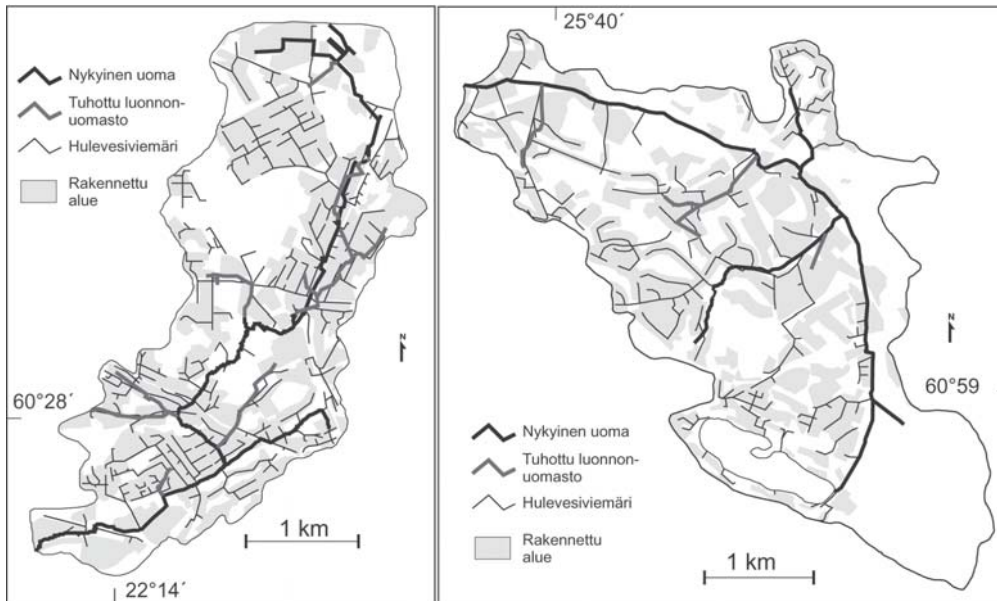 Nykyinen uoma
Tuhottu luonnon-
uomasto
Hulevesiviemäri
Rakennettu
alue
N
60°28´
1 km
22°14´
25°40´
N
60°59
Nykyinen uoma
Tuhottu luonnon-
uomasto
Hulevesiviemäri
Rakennettu
alue
1 km